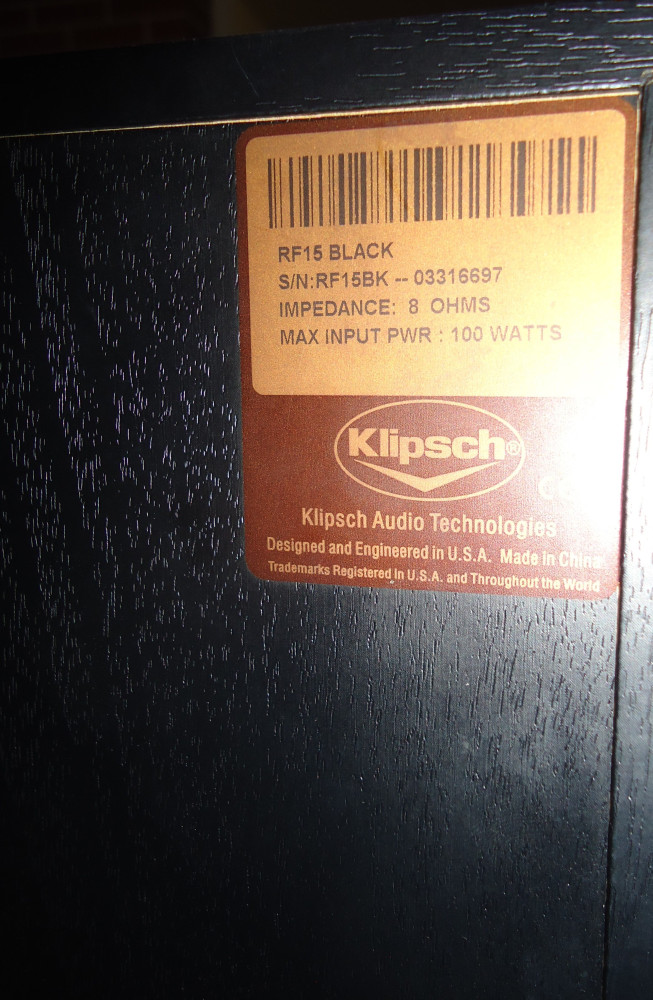 RF15 BLACK
S/N:RF15BK -- 03316697
IMPEDANCE: 8 OHMS
MAX INPUT PWR : 100 WATTS
Klipsch®
Klipsch Audio Technologies
Designed and Engineered in U.S.A. Made in China
Trademarks Registered In U.S.A. and Throughout the World